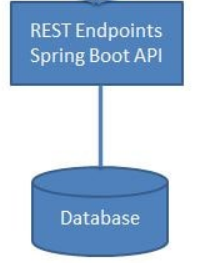 REST Endpoints
Spring Boot API
Database